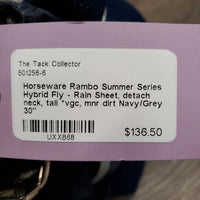 The Tack Collector
501256-6
Horseware Rambo Summer Series
Hybrid Fly - Rain Sheet, detach
neck, tail *vgc, mnr dirt Navy/Grey
30"
UXXB68
$136.50